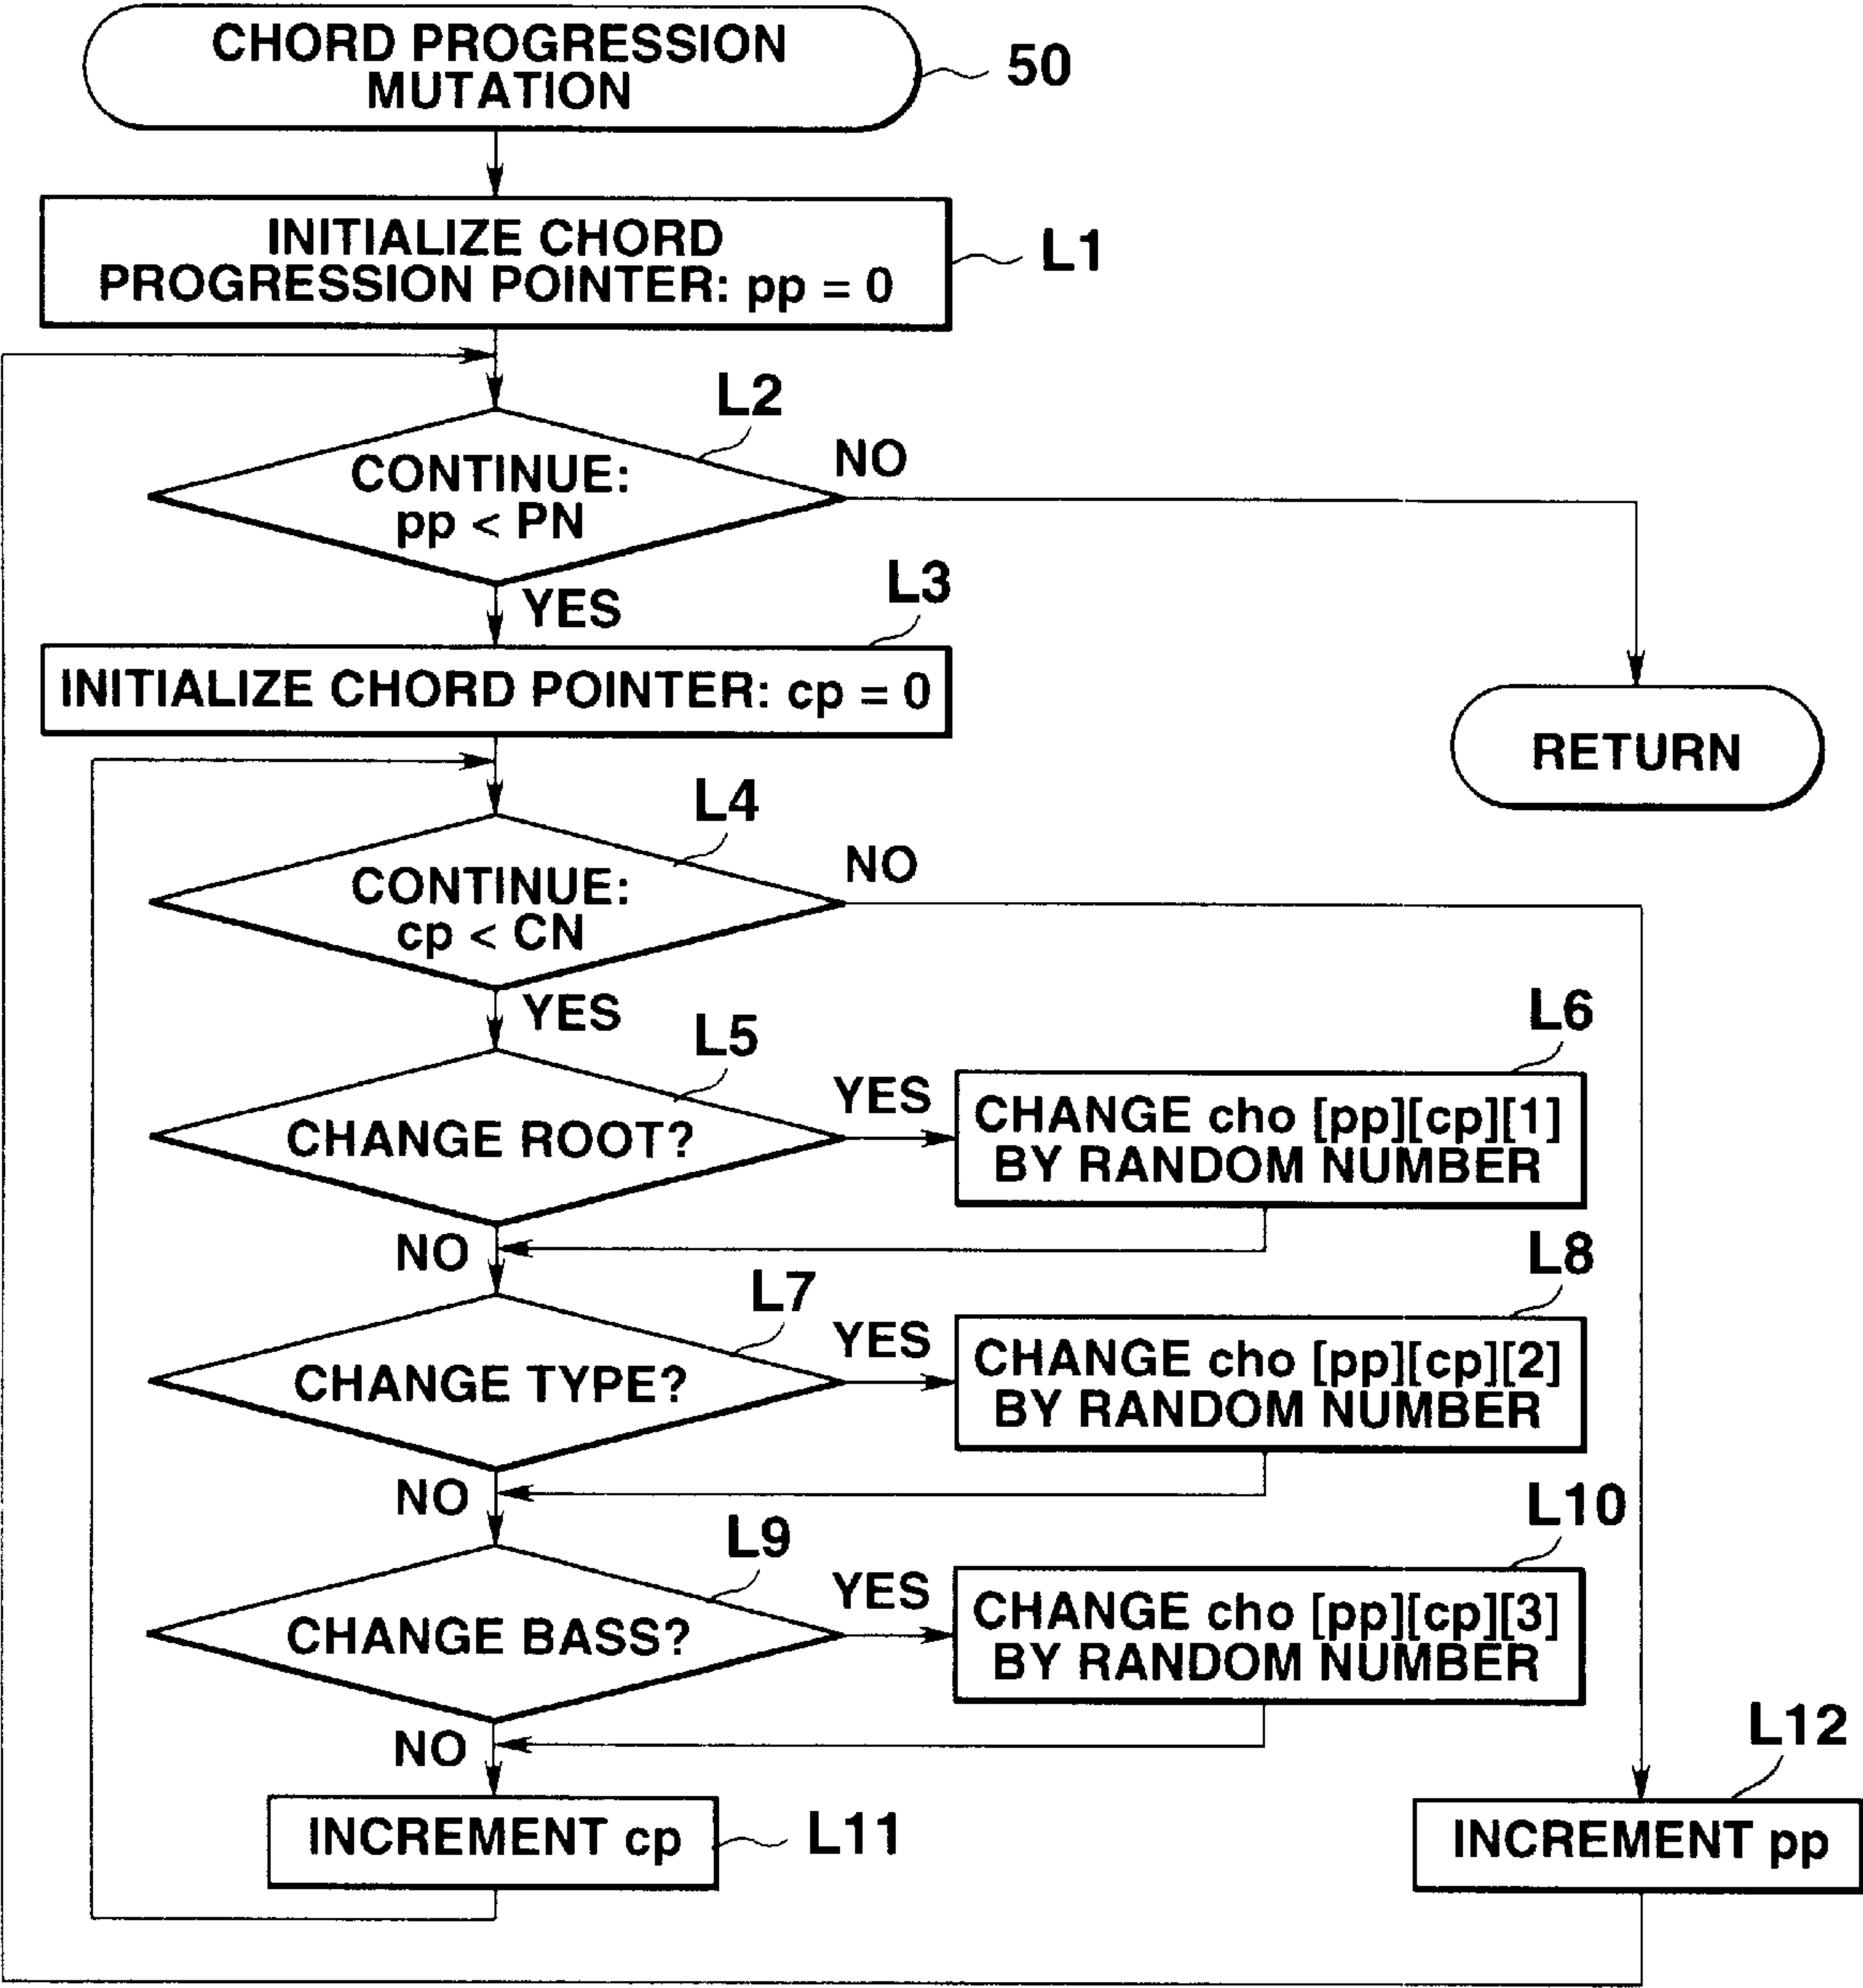 CHORD PROGRESSION
MUTATION
50
INITIALIZE CHORD
PROGRESSION POINTER: pp = 0
L1
L2
CONTINUE:
pp < PN
NO
YES
L3
INITIALIZE CHORD POINTER: cp = 0
RETURN
L4
CONTINUE:
cp < CN
NO
YES
L5
CHANGE ROOT?
YES
L6
CHANGE cho [pp][cp][1]
BY RANDOM NUMBER
NO
L7
CHANGE TYPE?
YES
L8
CHANGE cho [pp][cp][2]
BY RANDOM NUMBER
NO
L9
CHANGE BASS?
YES
L10
CHANGE cho [pp][cp][3]
BY RANDOM NUMBER
NO
INCREMENT cp
L11
L12
INCREMENT pp